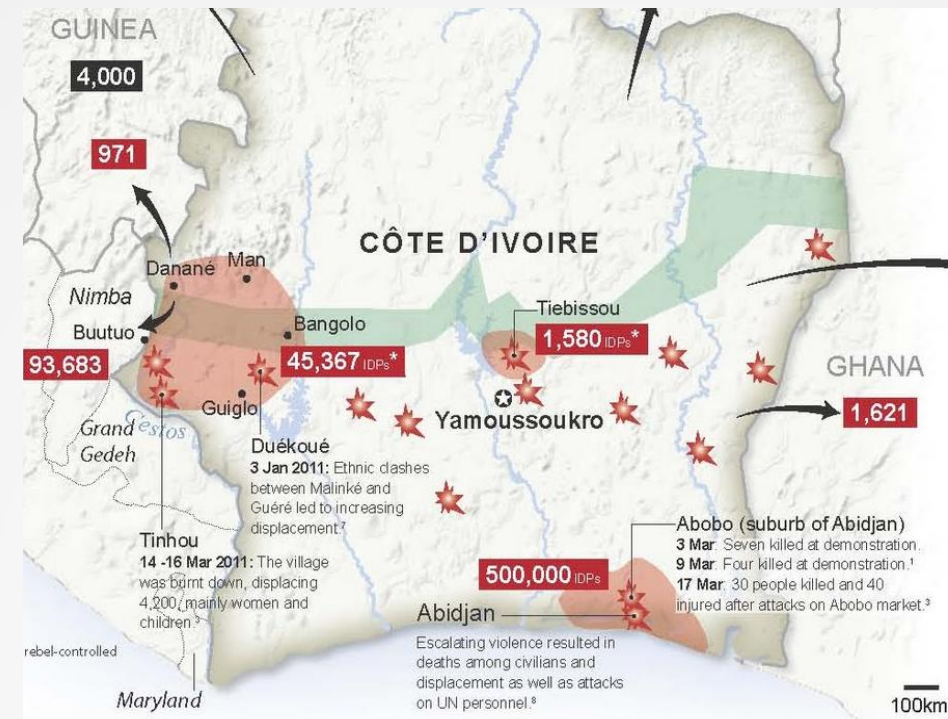 GUINEA
4,000
971
CÔTE D'IVOIRE
Danané
Man
Nimba
Buutuo
Bangolo
Tiebissou
1,580 IDPs*
93,683
45,367 IDPs*
GHANA
1,621
Guiglo
Yamoussoukro
Grand
Gedeh
Cestos
Duékoué
3 Jan 2011: Ethnic clashes
between Malinké and
Guéré led to increasing
displacement.7
Tinhou
14 -16 Mar 2011: The village
was burnt down, displacing
4,200, mainly women and
children.3
Abobo (suburb of Abidjan)
3 Mar: Seven killed at demonstration.
9 Mar: Four killed at demonstration.1
17 Mar: 30 people killed and 40
injured after attacks on Abobo market.3
500,000 IDPs
Abidjan
Escalating violence resulted in
deaths among civilians and
displacement as well as attacks
on UN personnel.8
rebel-controlled
Maryland
100km